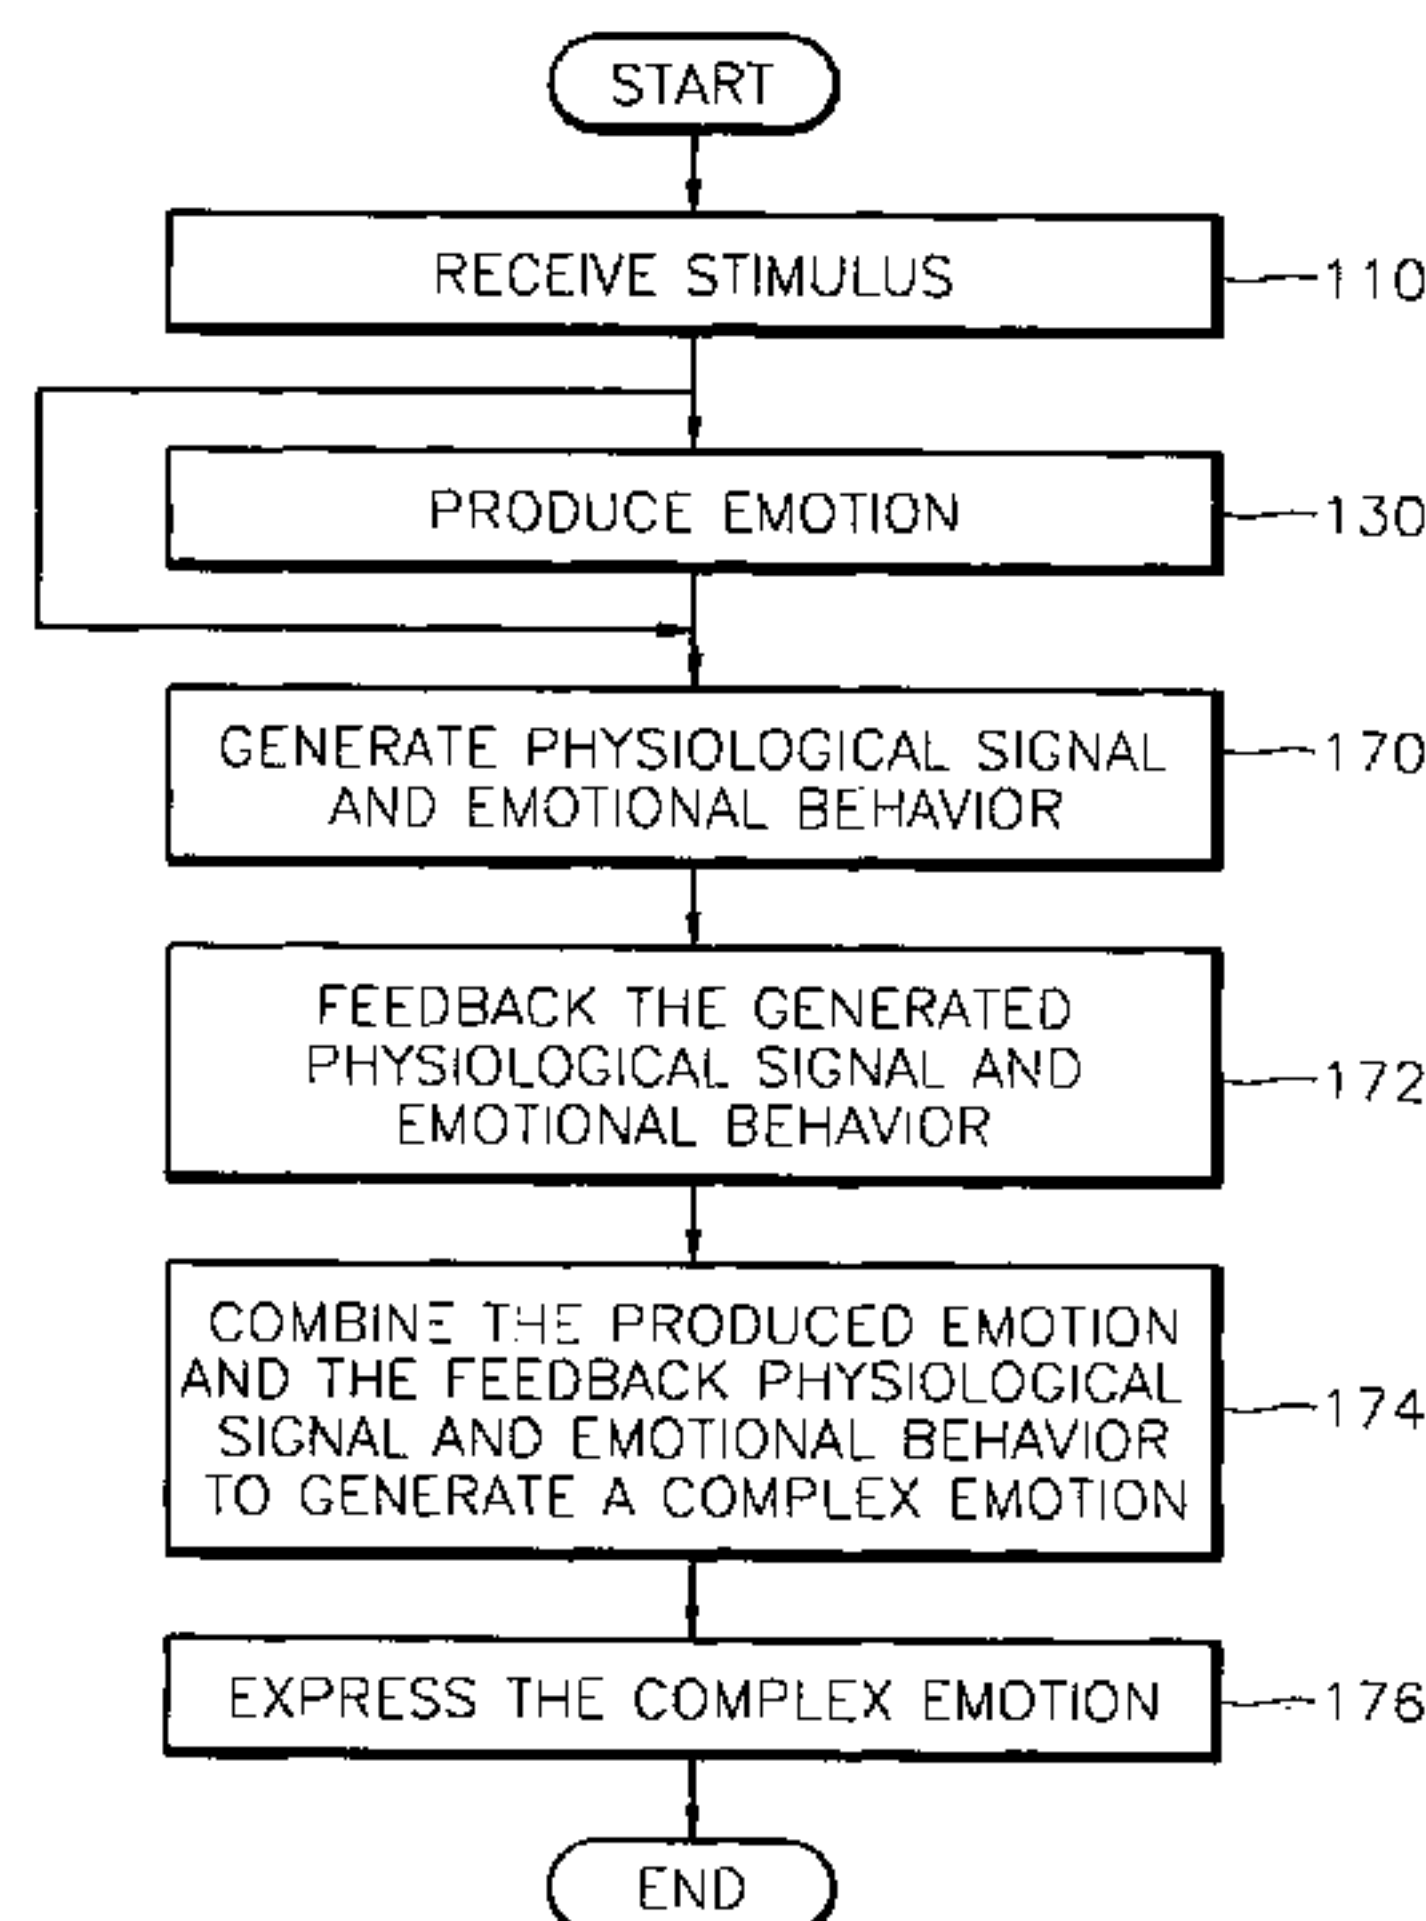 START
RECEIVE STIMULUS
110
PRODUCE EMOTION
130
GENERATE PHYSIOLOGICAL SIGNAL
AND EMOTIONAL BEHAVIOR
170
FEEDBACK THE GENERATED
PHYSIOLOGICAL SIGNAL AND
EMOTIONAL BEHAVIOR
172
COMBINE THE PRODUCED EMOTION
AND THE FEEDBACK PHYSIOLOGICAL
SIGNAL AND EMOTIONAL BEHAVIOR
TO GENERATE A COMPLEX EMOTION
174
EXPRESS THE COMPLEX EMOTION
176
END